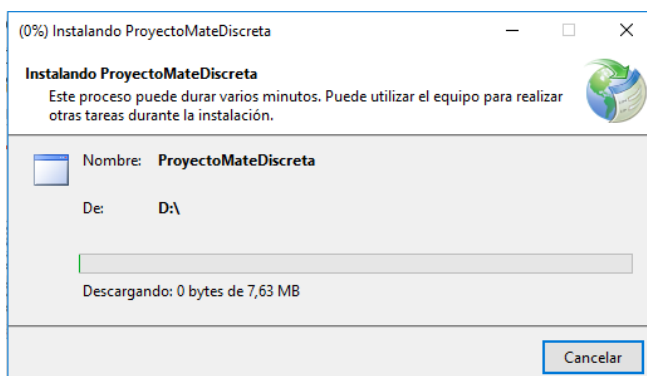 (0%) Instalando ProyectoMateDiscreta
Instalando ProyectoMateDiscreta
Este proceso puede durar varios minutos. Puede utilizar el equipo para realizar
otras tareas durante la instalación.
Nombre: ProyectoMateDiscreta
De: D:\
Descargando: 0 bytes de 7,63 MB
Cancelar